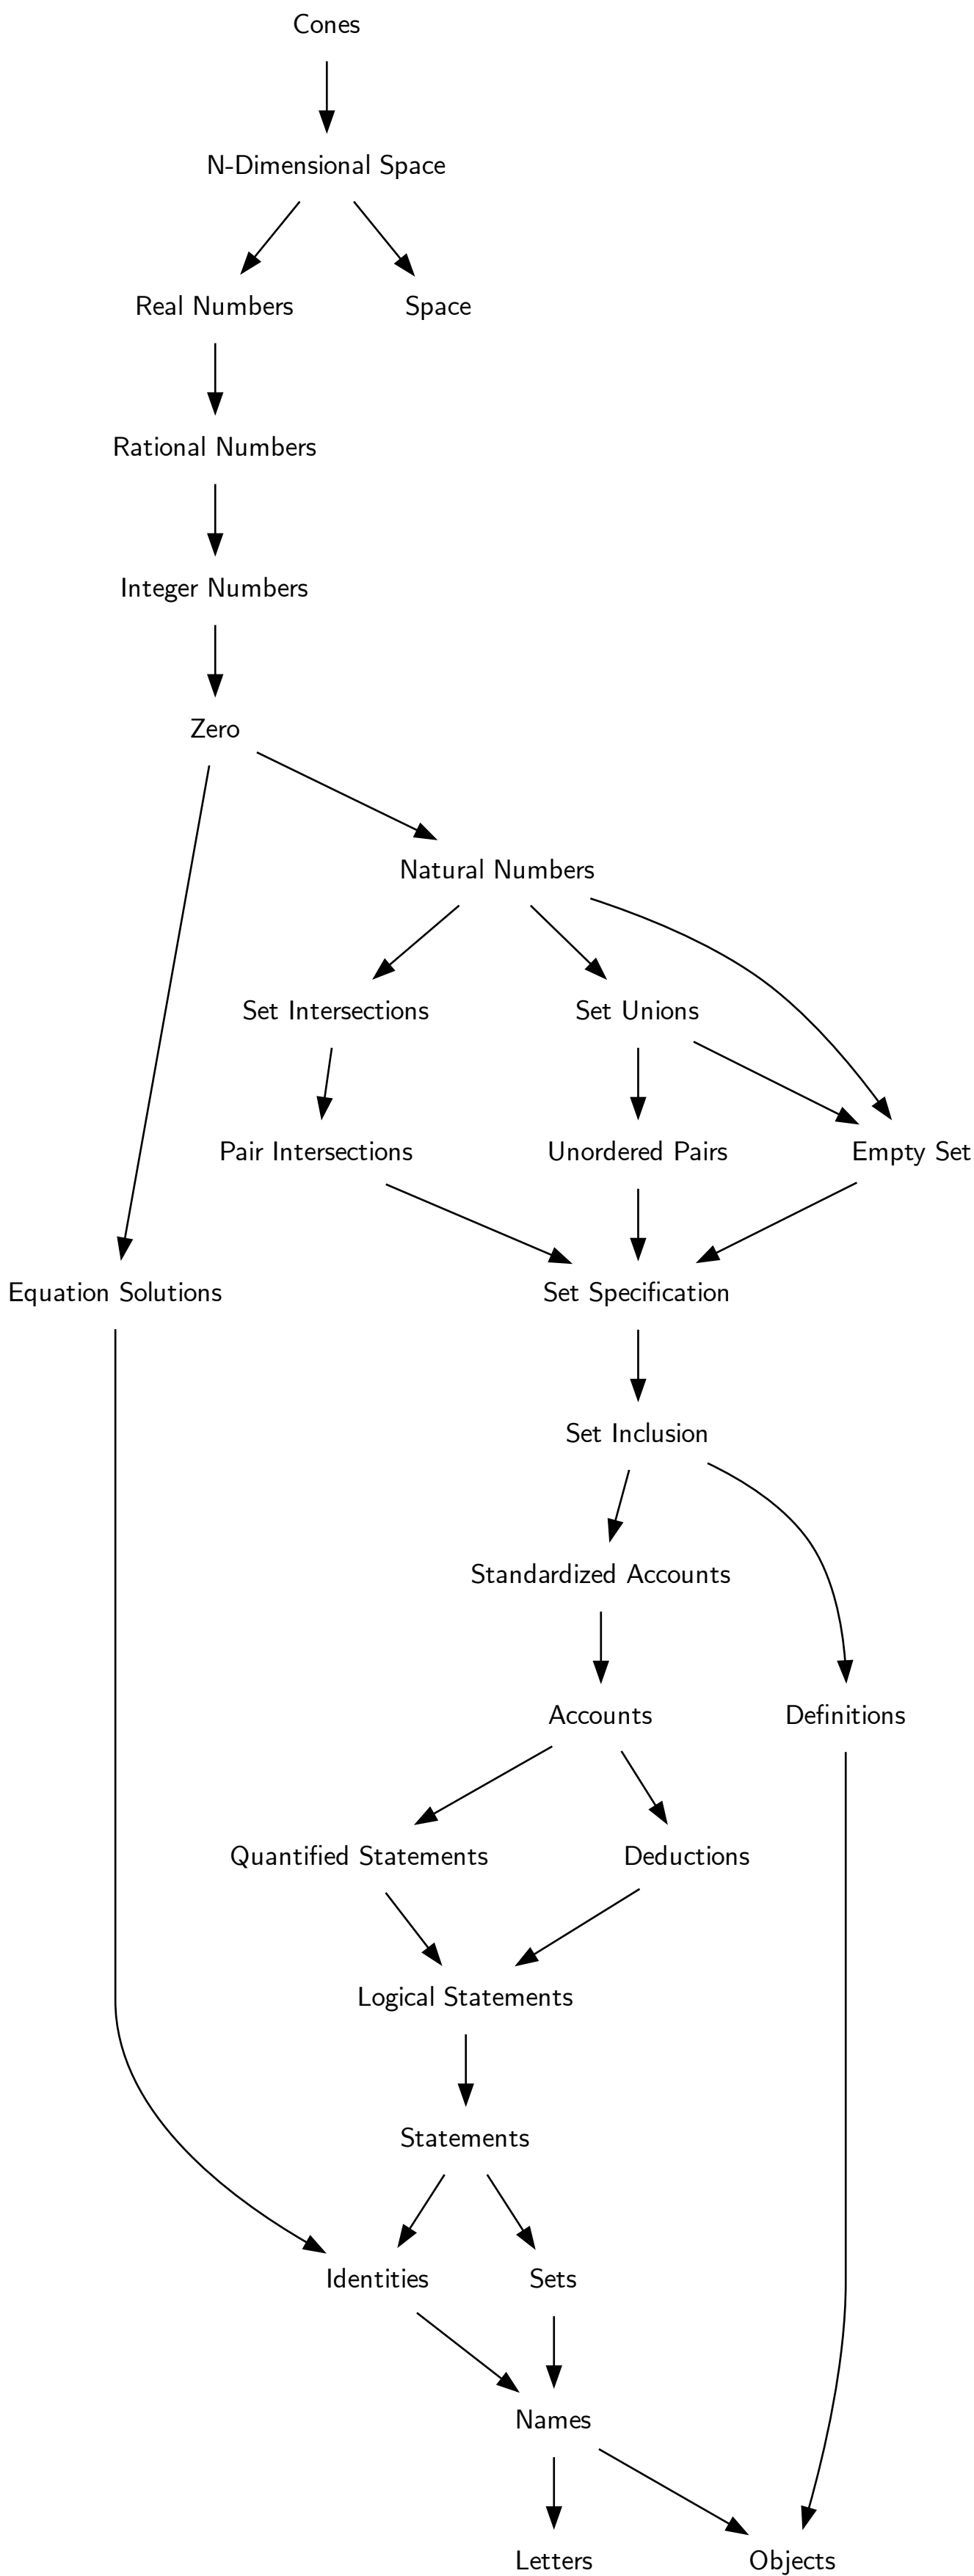 Cones
N-Dimensional Space
Real Numbers
Space
Rational Numbers
Integer Numbers
Zero
Natural Numbers
Set Intersections
Set Unions
Pair Intersections
Unordered Pairs
Empty Set
Equation Solutions
Set Specification
Set Inclusion
Standardized Accounts
Accounts
Definitions
Quantified Statements
Deductions
Logical Statements
Statements
Identities
Sets
Names
Letters
Objects